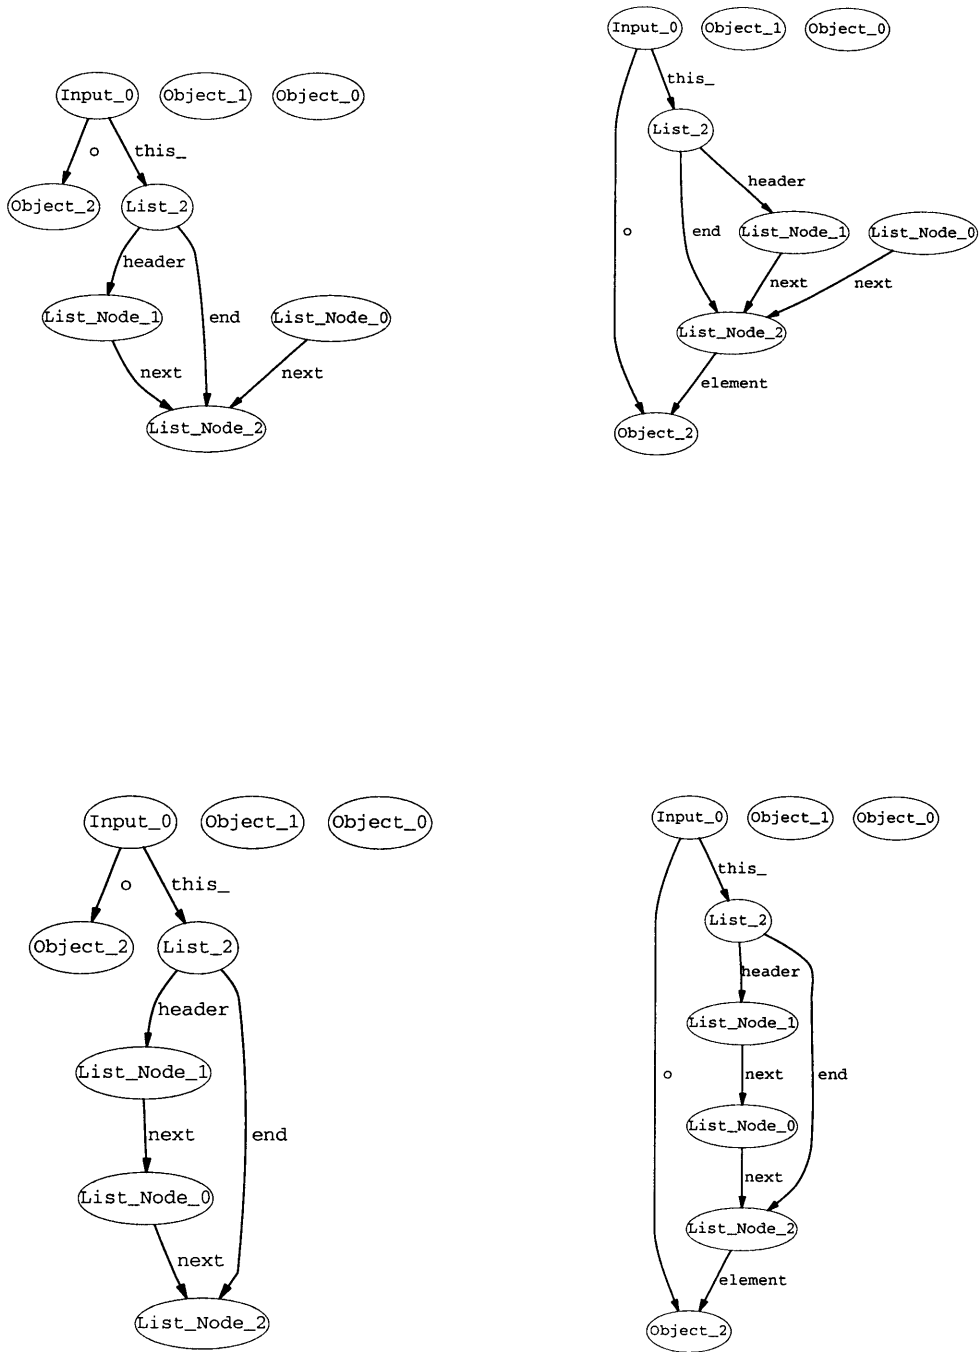 Input_0 Object_1 Object_0
o this_
Object_2 List_2
header
List_Node_1 end List_Node_0
next next
List_Node_2
Input_0 Object_1 Object_0
this_
List_2
header
o end List_Node_1 List_Node_0
next next
List_Node_2
element
Object_2
Input_0 Object_1 Object_0
o this_
Object_2 List_2
header
List_Node_1
next end
List_Node_0
next
List_Node_2
Input_0 Object_1 Object_0
this_
List_2
header
List_Node_1
o next end
List_Node_0
next
List_Node_2
element
Object_2